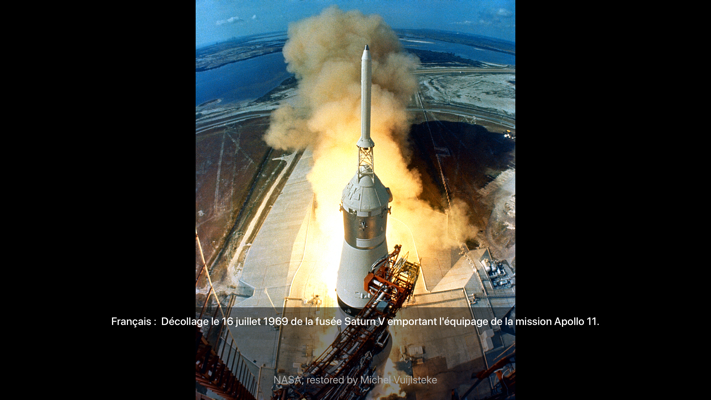 Français : Décollage le 16 juillet 1969 de la fusée Saturn V emportant l'équipage de la mission Apollo 11.
NASA; restored by Michel Vuijlsteke